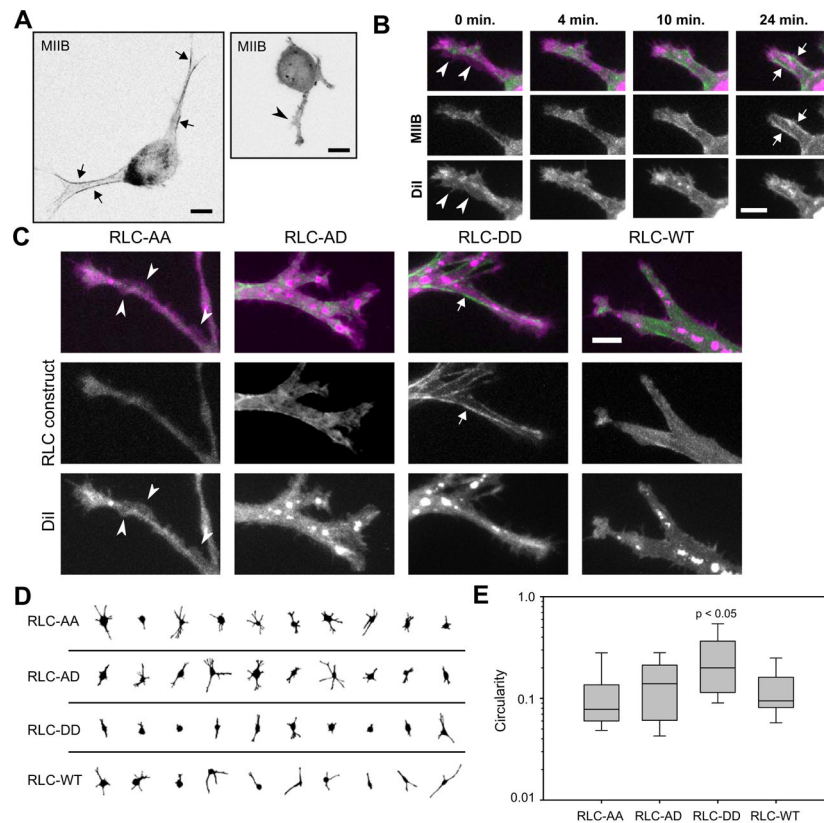 A
MIIB
MIIB
B
0 min.
4 min.
10 min.
24 min.
MIIB
DiI
C
RLC-AA
RLC-AD
RLC-DD
RLC-WT
RLC construct
DiI
D
RLC-AA
RLC-AD
RLC-DD
RLC-WT
E
p < 0.05
Circularity
1.0
0.1
0.01
RLC-AA
RLC-AD
RLC-DD
RLC-WT